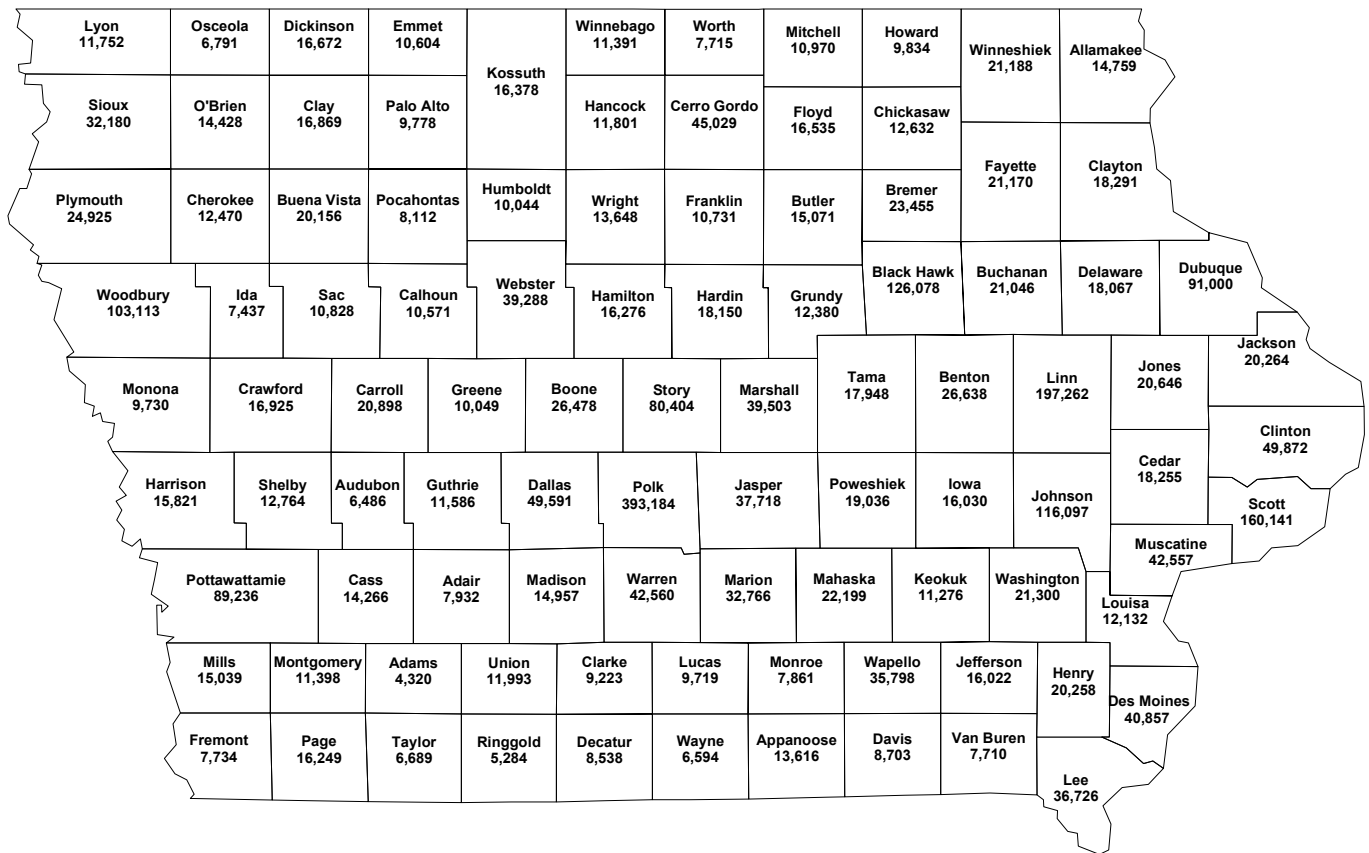 Lyon
11,752
Osceola
6,791
Dickinson
16,672
Emmet
10,604
Kossuth
16,378
Winnebago
11,391
Worth
7,715
Mitchell
10,970
Howard
9,834
Winneshiek
21,188
Allamakee
14,759
Sioux
32,180
O'Brien
14,428
Clay
16,869
Palo Alto
9,778
Hancock
11,801
Cerro Gordo
45,029
Floyd
16,535
Chickasaw
12,632
Fayette
21,170
Clayton
18,291
Plymouth
24,925
Cherokee
12,470
Buena Vista
20,156
Pocahontas
8,112
Humboldt
10,044
Wright
13,648
Franklin
10,731
Butler
15,071
Bremer
23,455
Woodbury
103,113
Ida
7,437
Sac
10,828
Calhoun
10,571
Webster
39,288
Hamilton
16,276
Hardin
18,150
Grundy
12,380
Black Hawk
126,078
Buchanan
21,046
Delaware
18,067
Dubuque
91,000
Monona
9,730
Crawford
16,925
Carroll
20,898
Greene
10,049
Boone
26,478
Story
80,404
Marshall
39,503
Tama
17,948
Benton
26,638
Linn
197,262
Jones
20,646
Jackson
20,264
Clinton
49,872
Harrison
15,821
Shelby
12,764
Audubon
6,486
Guthrie
11,586
Dallas
49,591
Polk
393,184
Jasper
37,718
Poweshiek
19,036
Iowa
16,030
Johnson
116,097
Cedar
18,255
Scott
160,141
Muscatine
42,557
Pottawattamie
89,236
Cass
14,266
Adair
7,932
Madison
14,957
Warren
42,560
Marion
32,766
Mahaska
22,199
Keokuk
11,276
Washington
21,300
Louisa
12,132
Mills
15,039
Montgomery
11,398
Adams
4,320
Union
11,993
Clarke
9,223
Lucas
9,719
Monroe
7,861
Wapello
35,798
Jefferson
16,022
Henry
20,258
Des Moines
40,857
Fremont
7,734
Page
16,249
Taylor
6,689
Ringgold
5,284
Decatur
8,538
Wayne
6,594
Appanoose
13,616
Davis
8,703
Van Buren
7,710
Lee
36,726